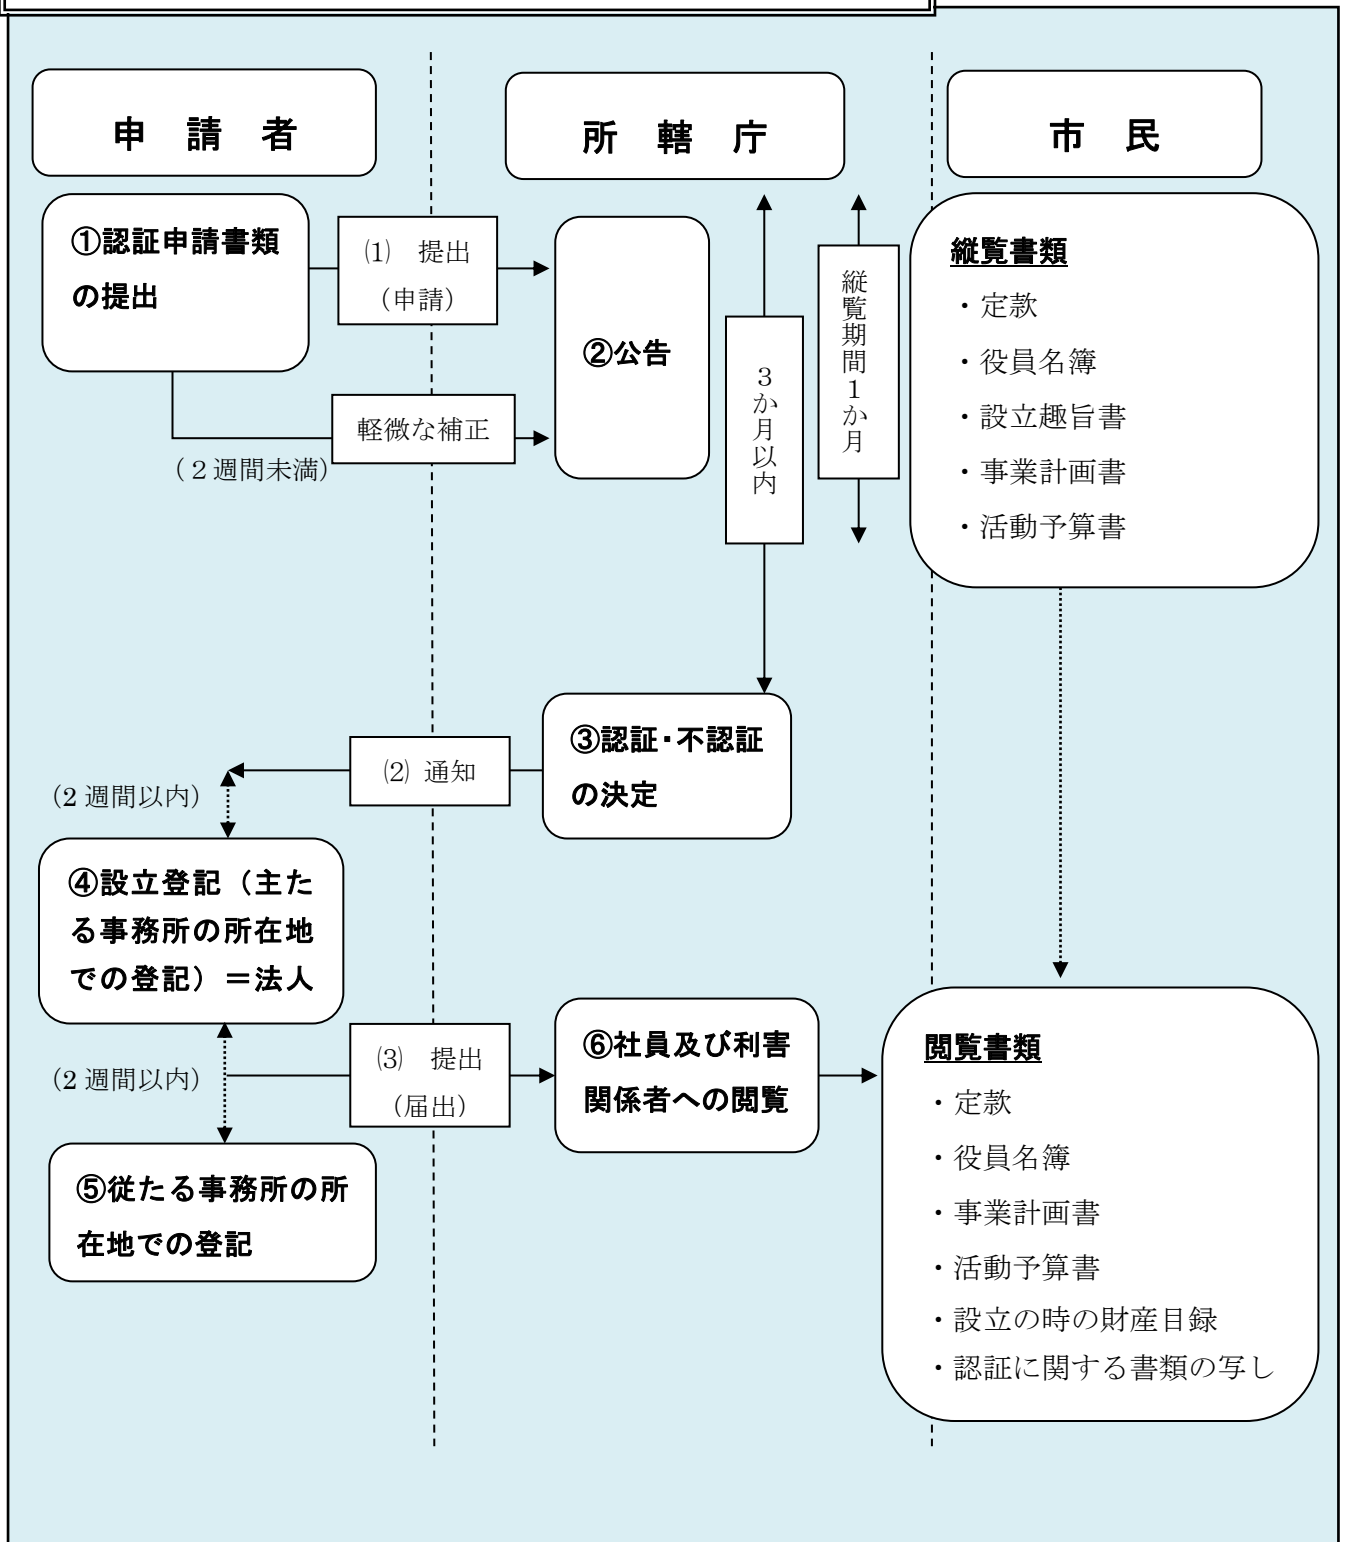 申　請　者
所　轄　庁
市　民
①認証申請書類
の提出
⑴　提出
（申請）
軽微な補正
（２週間未満）
②公告
３か月以内
縦覧期間１か月
縦覧書類
・定款
・役員名簿
・設立趣旨書
・事業計画書
・活動予算書
③認証・不認証
の決定
⑵ 通知
（2 週間以内）
④設立登記（主た
る事務所の所在地
での登記）＝法人
（2 週間以内）
⑶　提出
（届出）
⑤従たる事務所の所
在地での登記
⑥社員及び利害
関係者への閲覧
閲覧書類
・定款
・役員名簿
・事業計画書
・活動予算書
・設立の時の財産目録
・認証に関する書類の写し